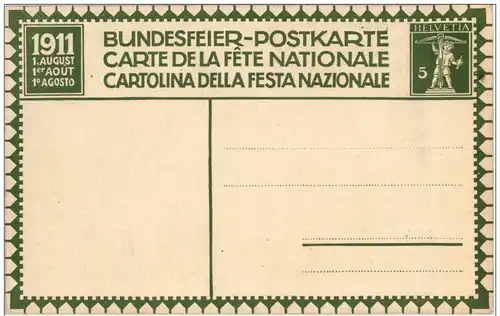 1911
1. AUGUST
1er AOÛT
1º AGOSTO
BUNDESFEIER-POSTKARTE
CARTE DE LA FÊTE NATIONALE
CARTOLINA DELLA FESTA NAZIONALE
HELVETIA
5